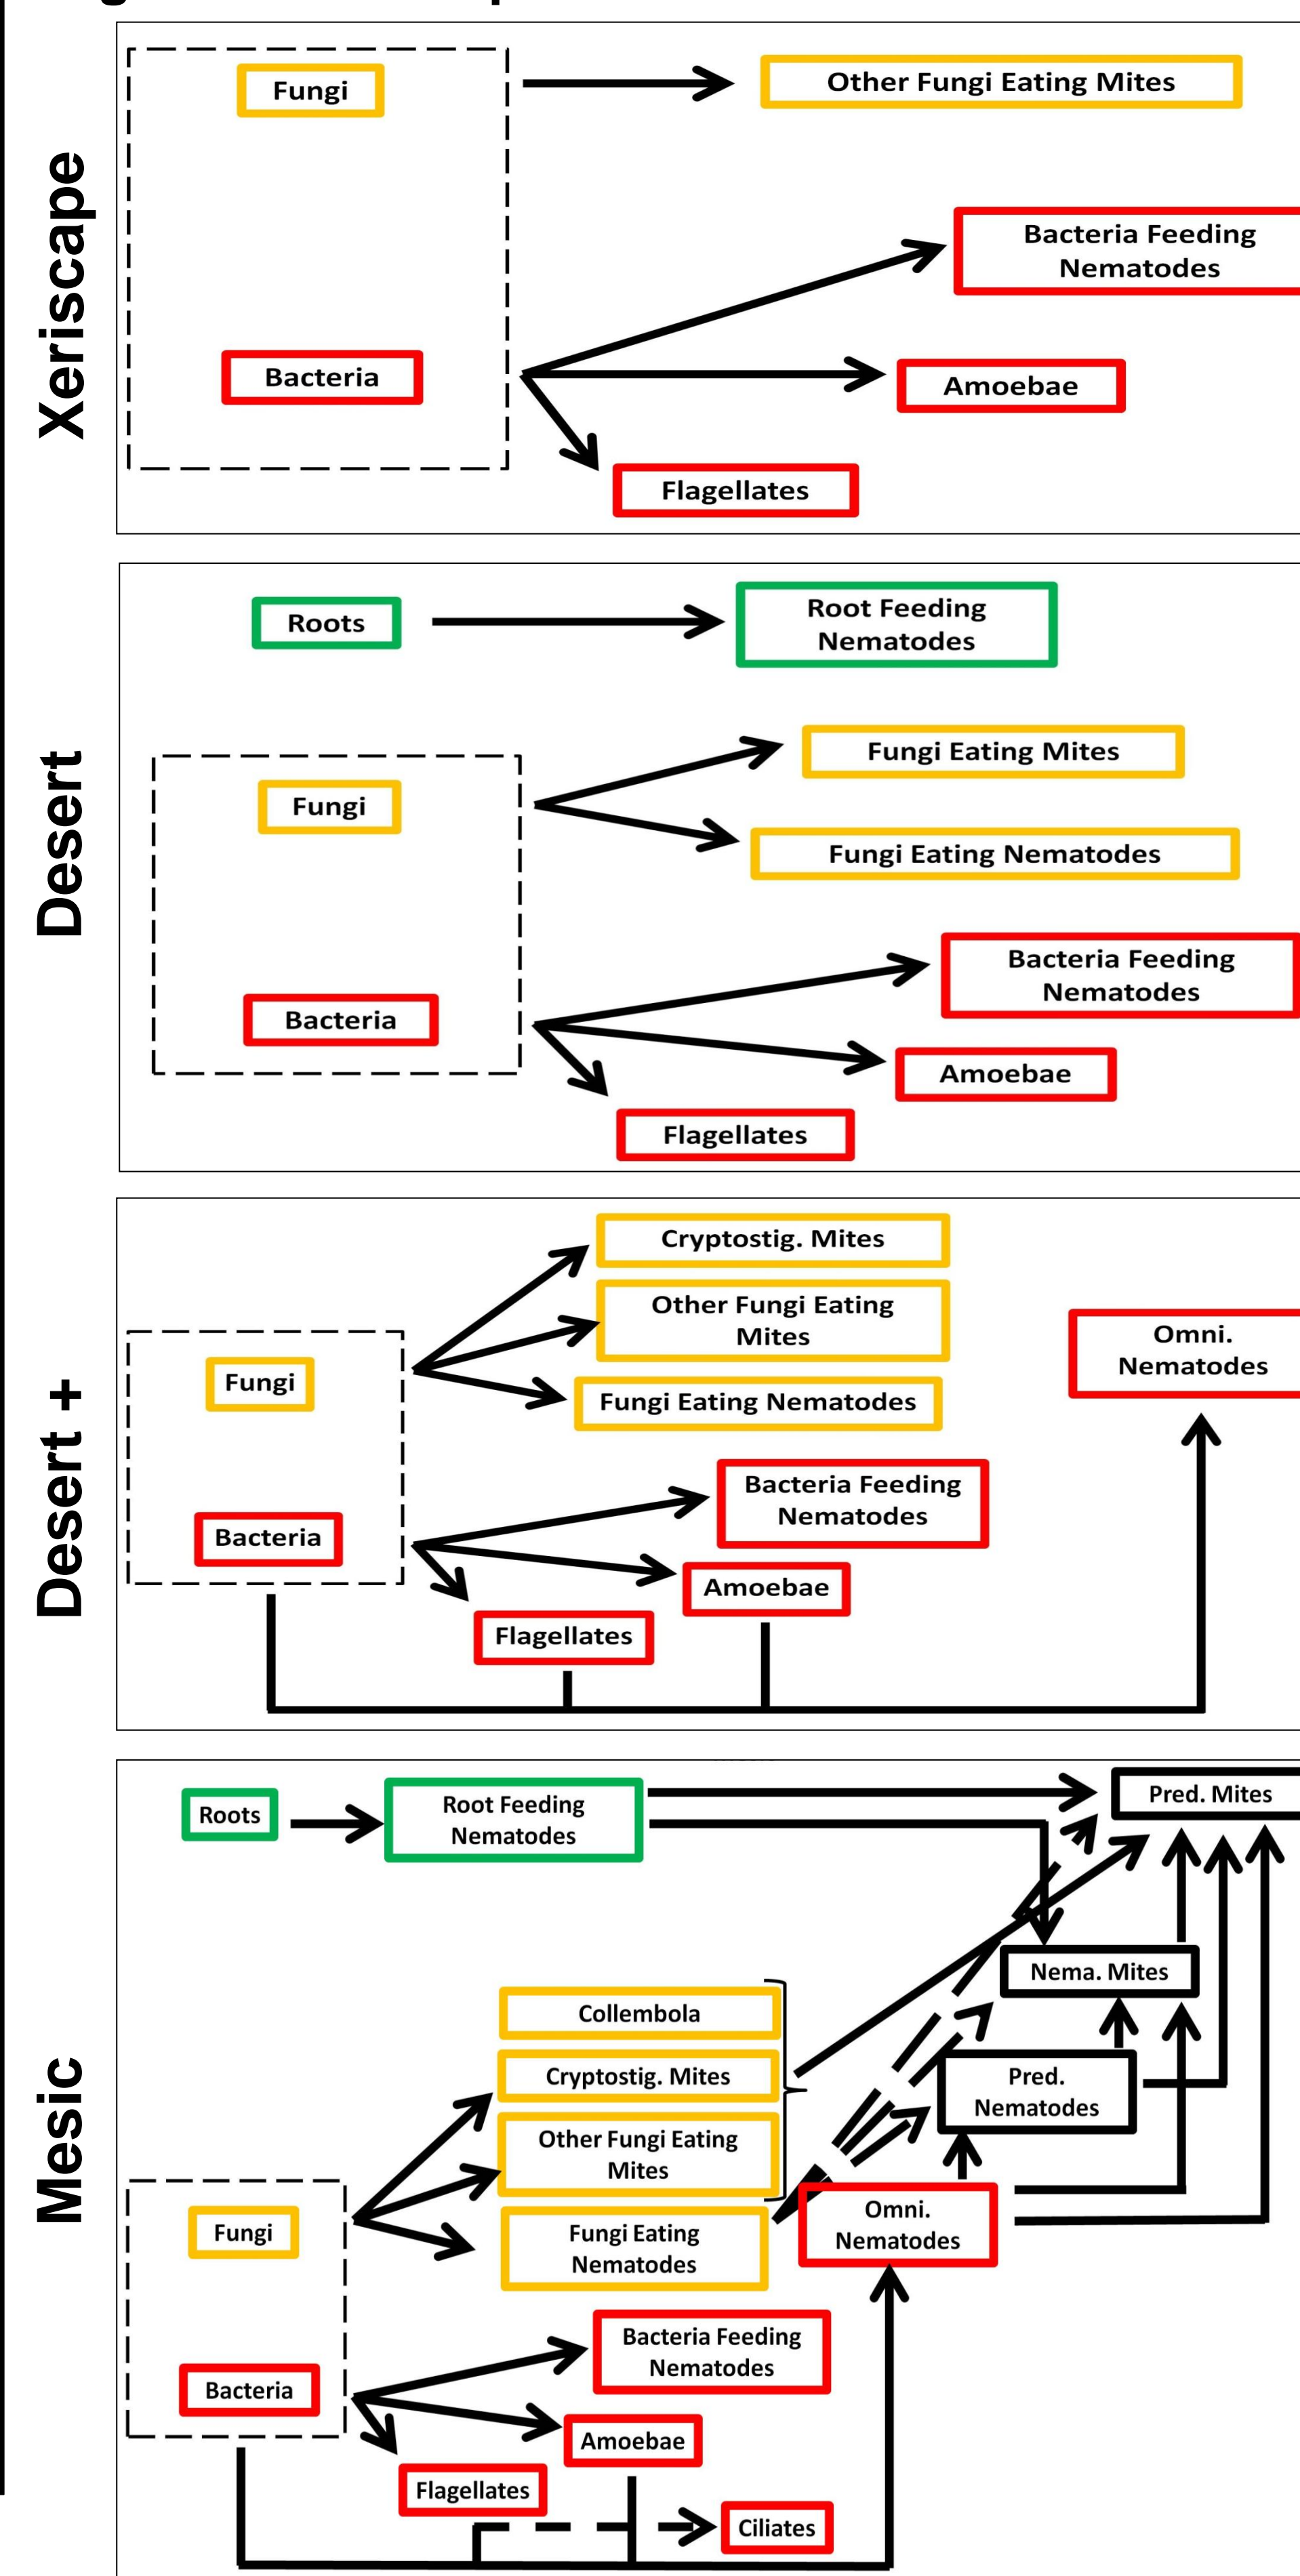 Xeriscape
Fungi
Other Fungi Eating Mites
Bacteria Feeding
Nematodes
Bacteria
Amoebae
Flagellates
Desert
Roots
Root Feeding
Nematodes
Fungi Eating Mites
Fungi
Fungi Eating Nematodes
Bacteria Feeding
Nematodes
Bacteria
Amoebae
Flagellates
Desert +
Cryptostig. Mites
Other Fungi Eating
Mites
Omni.
Nematodes
Fungi
Fungi Eating Nematodes
Bacteria Feeding
Nematodes
Bacteria
Amoebae
Flagellates
Mesic
Pred. Mites
Roots
Root Feeding
Nematodes
Nema. Mites
Collembola
Cryptostig. Mites
Pred.
Nematodes
Other Fungi Eating
Mites
Omni.
Nematodes
Fungi
Fungi Eating
Nematodes
Bacteria Feeding
Nematodes
Bacteria
Amoebae
Flagellates
Ciliates